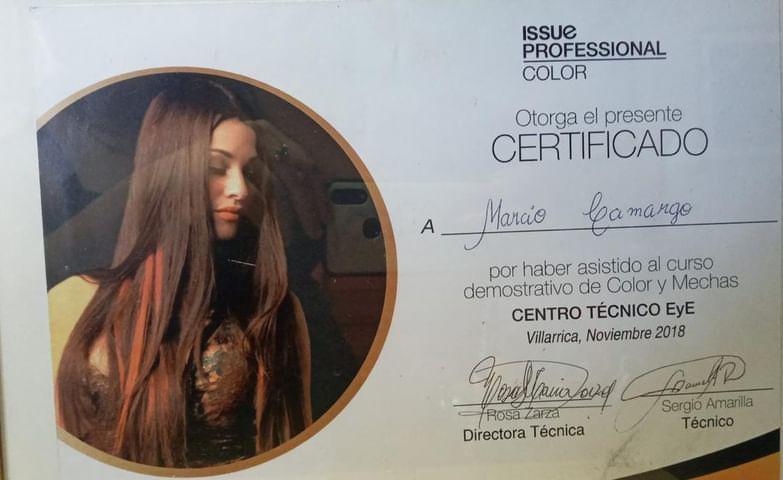 ISSUE
PROFESSIONAL
COLOR
Otorga el presente
CERTIFICADO
A Marcio Camargo
por haber asistido al curso
demostrativo de Color y Mechas
CENTRO TÉCNICO EyE
Villarrica, Noviembre 2018
Rosa Zarza
Directora Técnica
Sergio Amarilla
Técnico